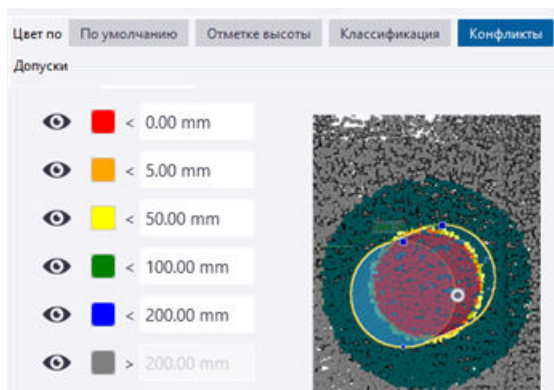 Цвет по По умолчанию Отметке высоты Классификация Конфликты
Допуски
< 0.00 mm
< 5.00 mm
< 50.00 mm
< 100.00 mm
< 200.00 mm
> 200.00 mm